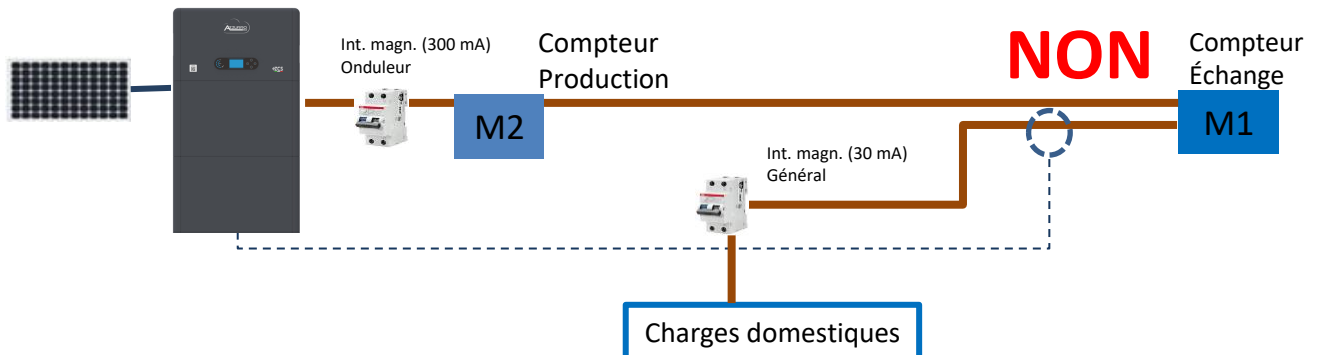 AZZURRO
Int. magn. (300 mA)
Onduleur
Compteur
Production
NON
Compteur
Échange
M2
M1
Int. magn. (30 mA)
Général
Charges domestiques